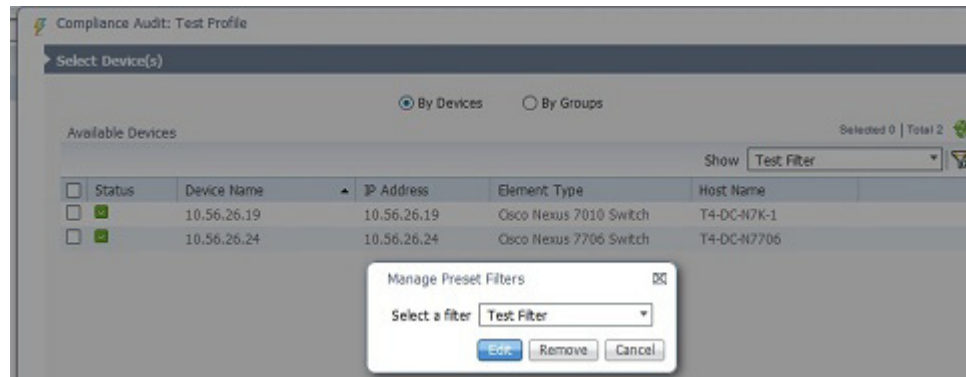 Compliance Audit: Test Profile
Select Device(s)
By Devices By Groups
Available Devices Selected 0 | Total 2
Show Test Filter
Status Device Name IP Address Element Type Host Name
10.56.26.19 10.56.26.19 Cisco Nexus 7010 Switch T4-DC-N7K-1
10.56.26.24 10.56.26.24 Cisco Nexus 7706 Switch T4-DC-N7706
Manage Preset Filters
Select a filter Test Filter
Edit Remove Cancel